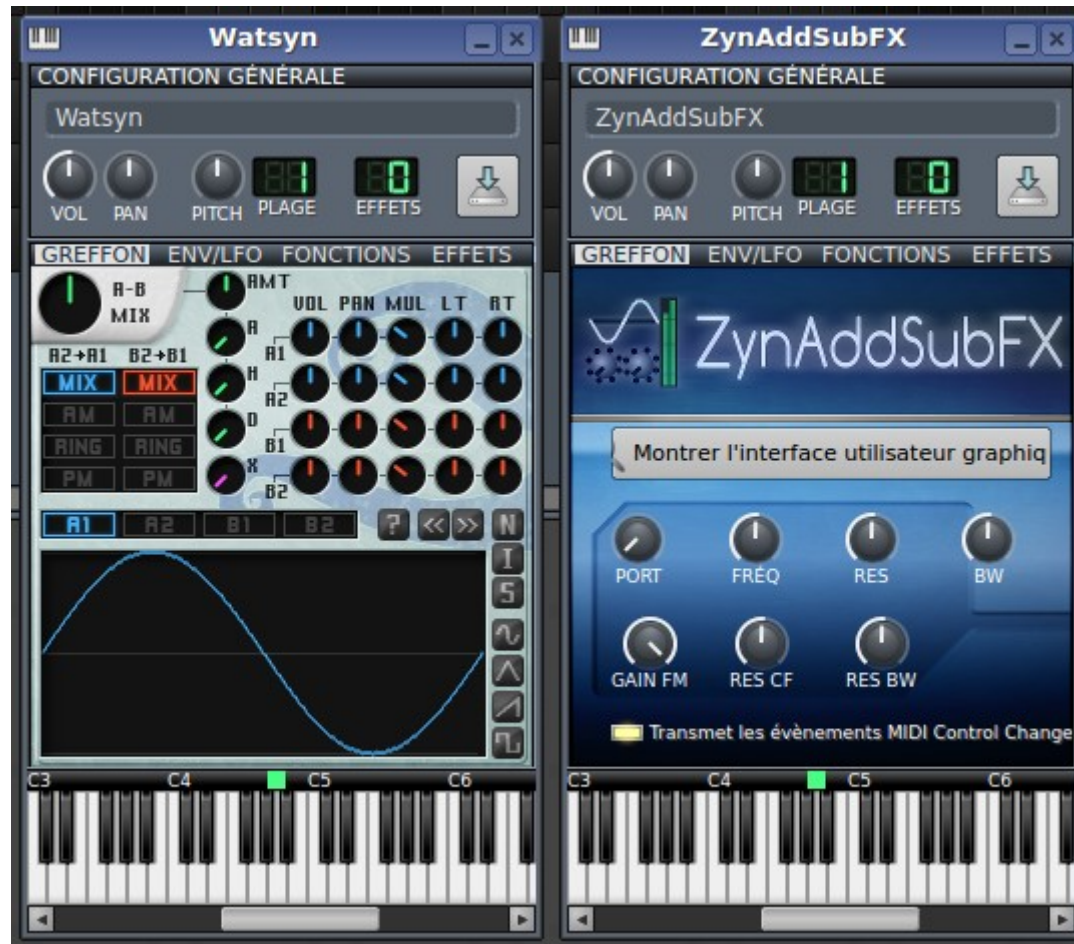 Watsyn
CONFIGURATION GÉNÉRALE
Watsyn
VOL PAN PITCH PLAGE EFFETS
1 0
GREFFON ENV/LFO FONCTIONS EFFETS
A-B
MIX
AMT
VOL PAN MUL LT RT
A2→A1 B2→B1
A
A1
MIX MIX
H
A2
AM AM
D
B1
RING RING
X
B2
PM PM
A1 A2 B1 B2 ? << >> N
I
S
C3 C4 C5 C6
ZynAddSubFX
CONFIGURATION GÉNÉRALE
ZynAddSubFX
VOL PAN PITCH PLAGE EFFETS
1 0
GREFFON ENV/LFO FONCTIONS EFFETS
ZynAddSubFX
Montrer l'interface utilisateur graphiq
PORT FRÉQ RES BW
GAIN FM RES CF RES BW
Transmet les évènements MIDI Control Change
C3 C4 C5 C6